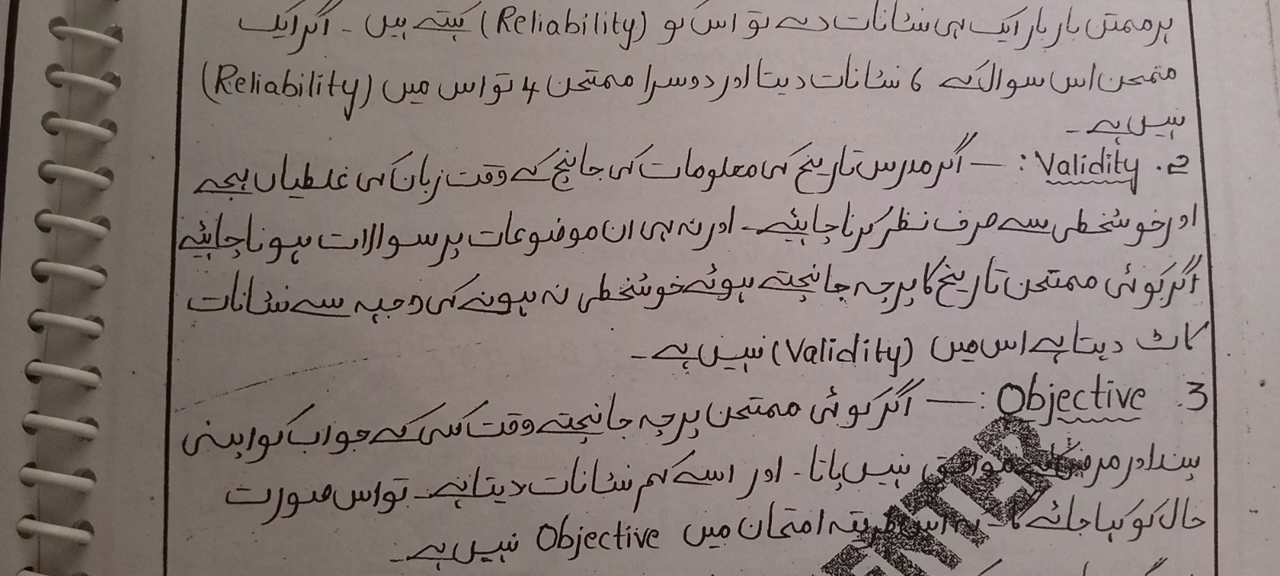 ہر ممتحن بار بار ایک ہی نشانات دے تو اس کو (Reliability) کہتے ہیں ۔ اگر ایک
ممتحن اس سوال کے 6 نشانات دیتا اور دوسرا ممتحن 4 تو اس میں (Reliability)
نہیں ہے ۔
2. Validity : — اگر مدرس تاریخ کی معلومات کی جانچ کے وقت زبان کی غلطیاں ہجے
اور خوشخطی سے صرف نظر کرنا چاہیئے ۔ اور نہ ہی ان موضوعات پر سوالات ہونا چاہیئے
اگر کوئی ممتحن تاریخ کا پرچہ جانچتے ہوئے خوشخطی نہ ہونے کی وجہہ سے نشانات
کاٹ دیتا ہے اس میں (Validity) نہیں ہے ۔
3. Objective : — اگر کوئی ممتحن پرچہ جانچتے وقت کسی کے جواب کو اپنی
پسند اور مرضی کے موافق نہیں پاتا ۔ اور اسے کم نشانات دیتا ہے ۔ تو اس صورت
حال کو کہا جائے گا طریقہ امتحان میں Objective نہیں ہے ۔
ENTER